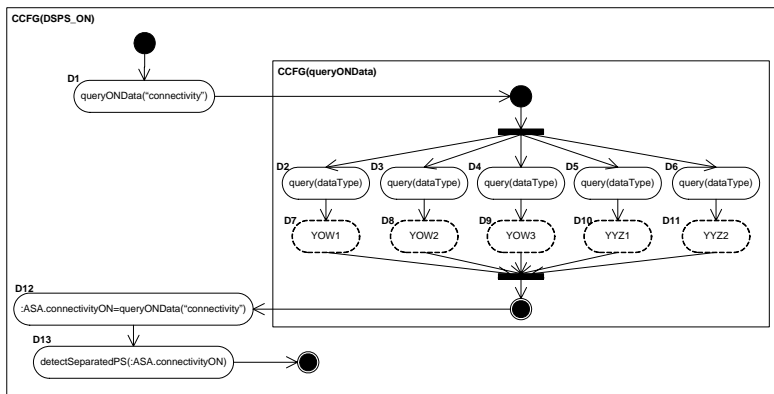 CCFG(DSPS_ON)
D1
queryONData("connectivity")
CCFG(queryONData)
D2
D3
D4
D5
D6
query(dataType)
query(dataType)
query(dataType)
query(dataType)
query(dataType)
D7
D8
D9
D10
D11
YOW1
YOW2
YOW3
YYZ1
YYZ2
D12
:ASA.connectivityON=queryONData("connectivity")
D13
detectSeparatedPS(:ASA.connectivityON)